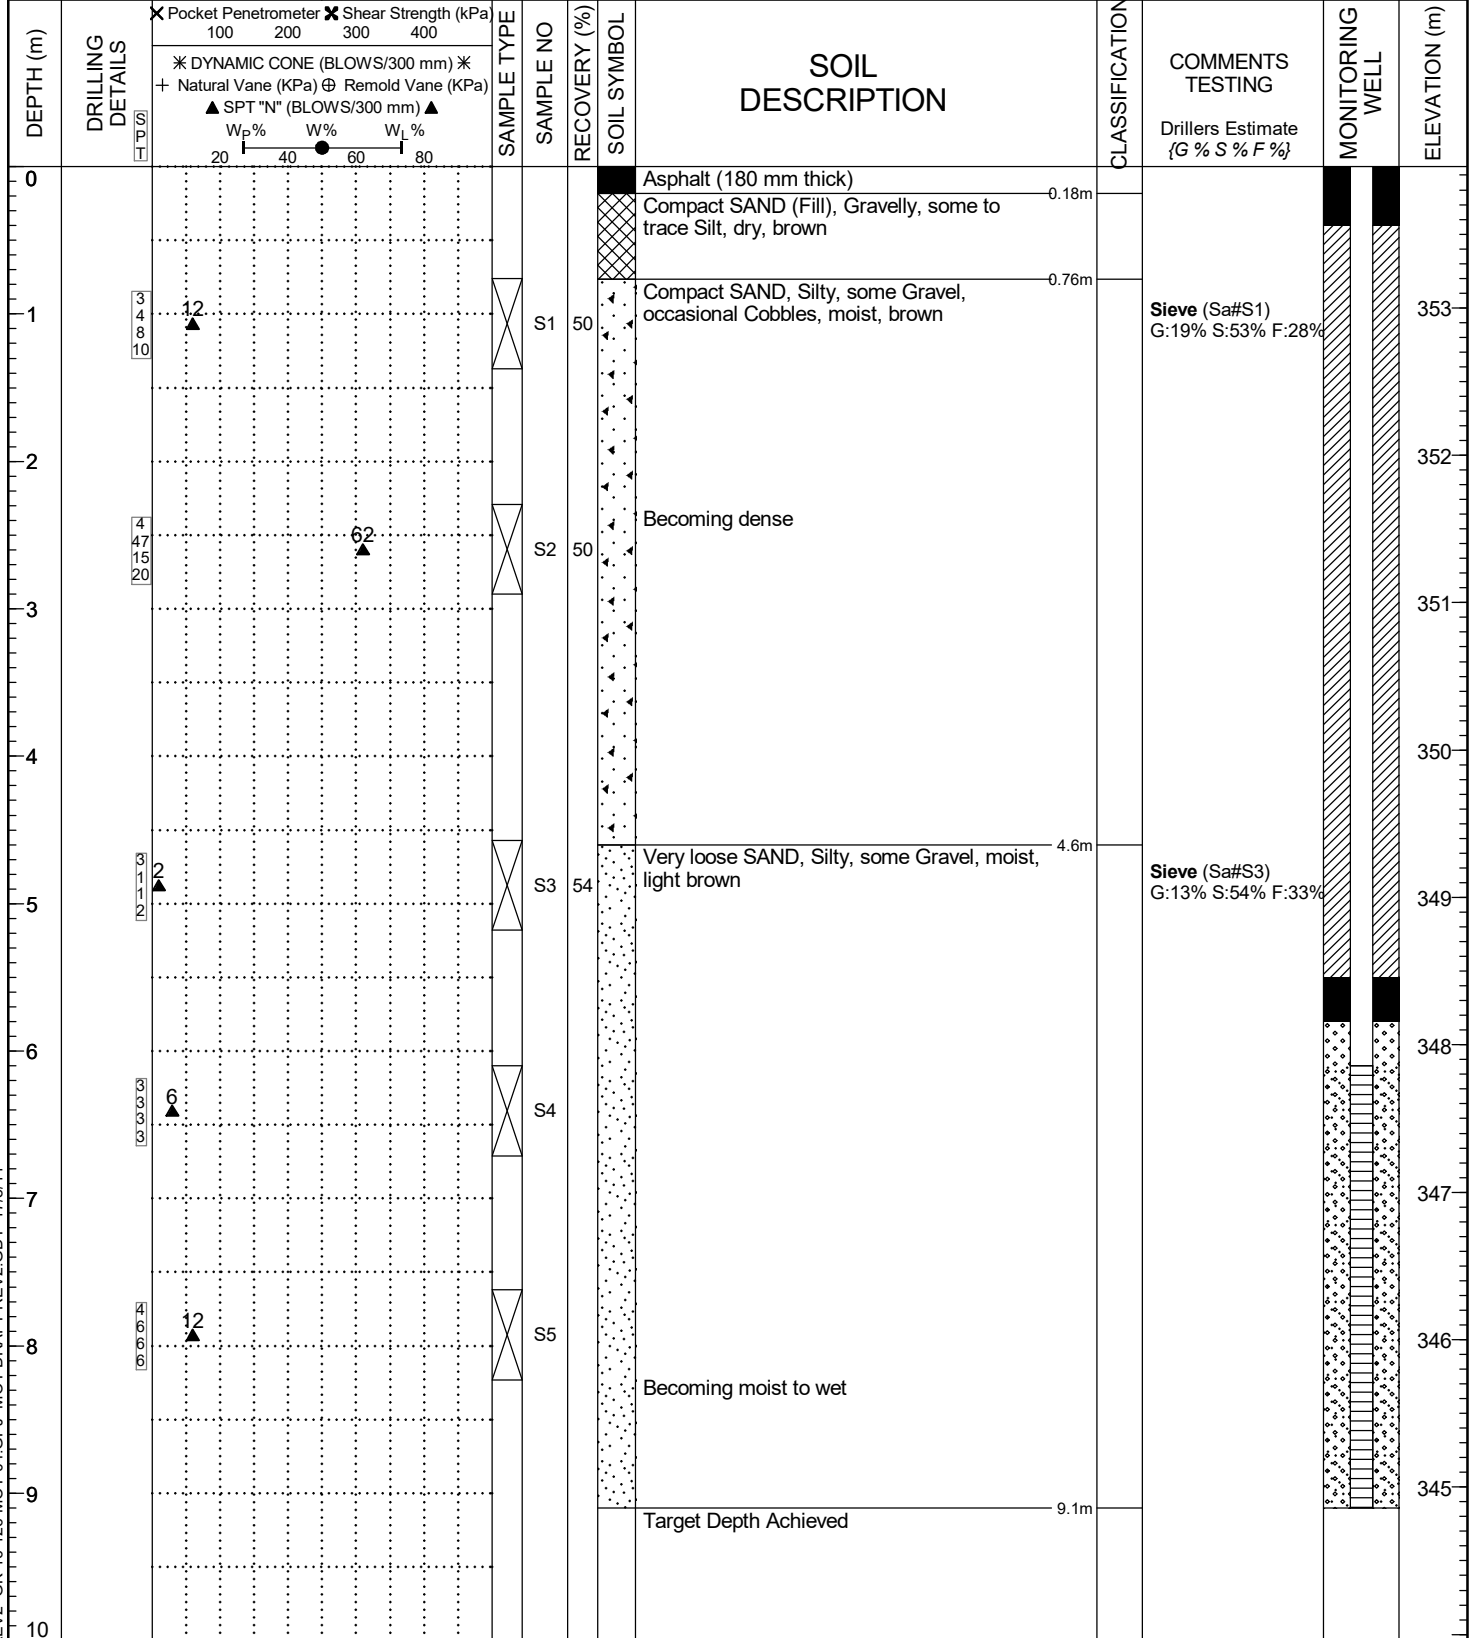 DEPTH (m)
DRILLING DETAILS
SPT
Pocket Penetrometer Shear Strength (kPa)
100 200 300 400
DYNAMIC CONE (BLOWS/300 mm)
Natural Vane (KPa) Remold Vane (KPa)
SPT "N" (BLOWS/300 mm)
WP% W% WL%
20 40 60 80
SAMPLE TYPE
SAMPLE NO
RECOVERY (%)
SOIL SYMBOL
SOIL
DESCRIPTION
CLASSIFICATION
COMMENTS
TESTING
Drillers Estimate
{G % S % F %}
MONITORING WELL
ELEVATION (m)
0
Asphalt (180 mm thick)
0.18m
Compact SAND (Fill), Gravelly, some to
trace Silt, dry, brown
0.76m
Compact SAND, Silty, some Gravel,
occasional Cobbles, moist, brown
1
3
4
8
10
12
S1 50
Sieve (Sa#S1)
G:19% S:53% F:28%
353
2
352
4
47
15
20
62
S2 50
Becoming dense
3
351
4
350
4.6m
Very loose SAND, Silty, some Gravel, moist,
light brown
3
1
1
2
2
S3 54
Sieve (Sa#S3)
G:13% S:54% F:33%
5
349
6
348
3
3
3
3
6
S4
7
347
4
6
6
6
12
S5
8
346
Becoming moist to wet
9
345
9.1m
Target Depth Achieved
10